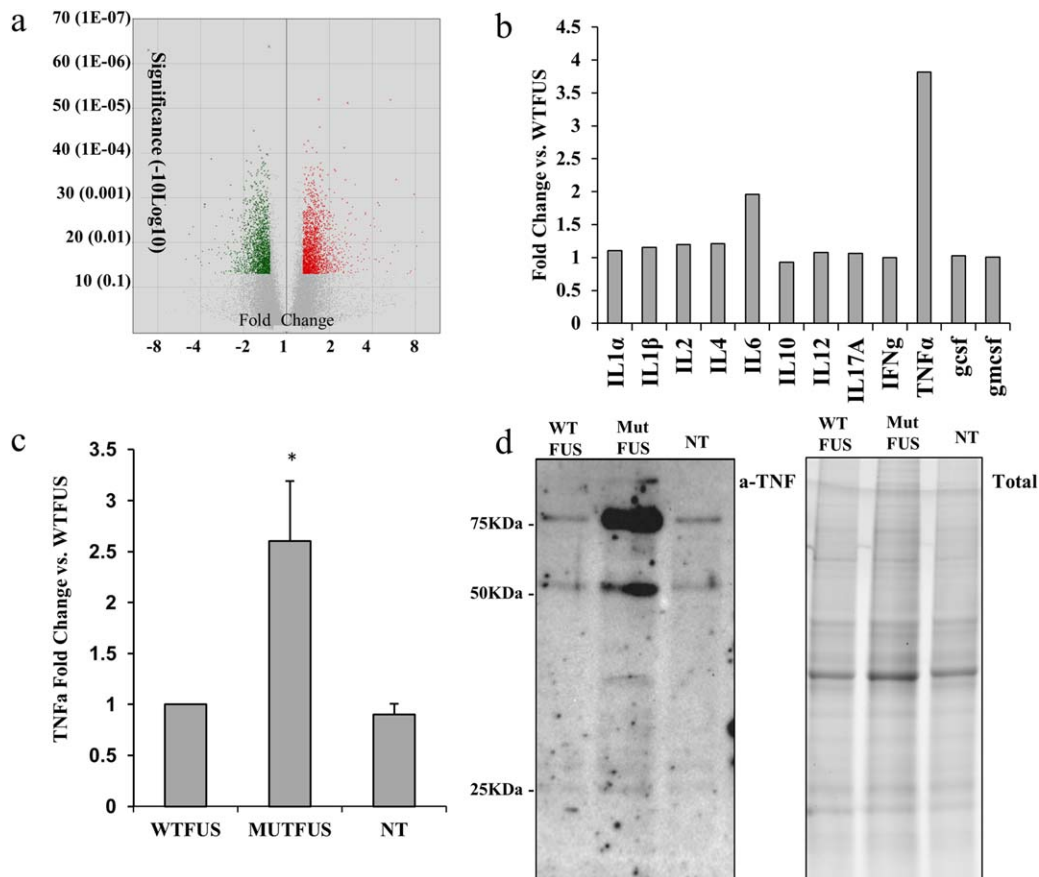 a
70 (1E-07)
60 (1E-06)
50 (1E-05)
40 (1E-04)
30 (0.001)
20 (0.01)
10 (0.1)
Significance (-10Log10)
Fold Change
-8 -4 -2 1 2 4 8
b
Fold Change vs. WTFUS
5
4.5
4
3.5
3
2.5
2
1.5
1
0.5
0
IL1α
IL1β
IL2
IL4
IL6
IL10
IL12
IL17A
IFNg
TNFα
gcsf
gmcsf
c
TNFa Fold Change vs. WTFUS
3.5
3
2.5
2
1.5
1
0.5
0
*
WTFUS MUTFUS NT
d
WT
FUS
Mut
FUS
NT
a-TNF
75KDa -
50KDa -
25KDa -
WT
FUS
Mut
FUS
NT
Total